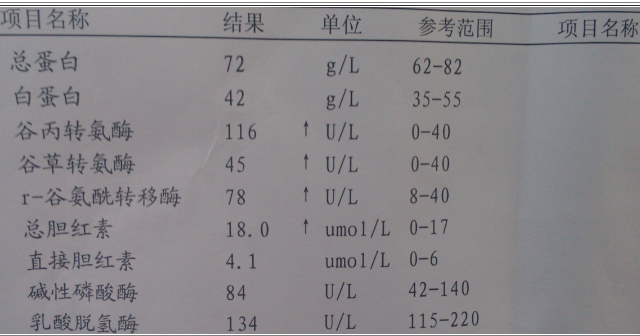 项目名称 结果 单位 参考范围 项目名称
总蛋白 72 g/L 62-82
白蛋白 42 g/L 35-55
谷丙转氨酶 116 ↑ U/L 0-40
谷草转氨酶 45 ↑ U/L 0-40
r-谷氨酰转移酶 78 ↑ U/L 8-40
总胆红素 18.0 ↑ umol/L 0-17
直接胆红素 4.1 umol/L 0-6
碱性磷酸酶 84 U/L 42-140
乳酸脱氢酶 134 U/L 115-220